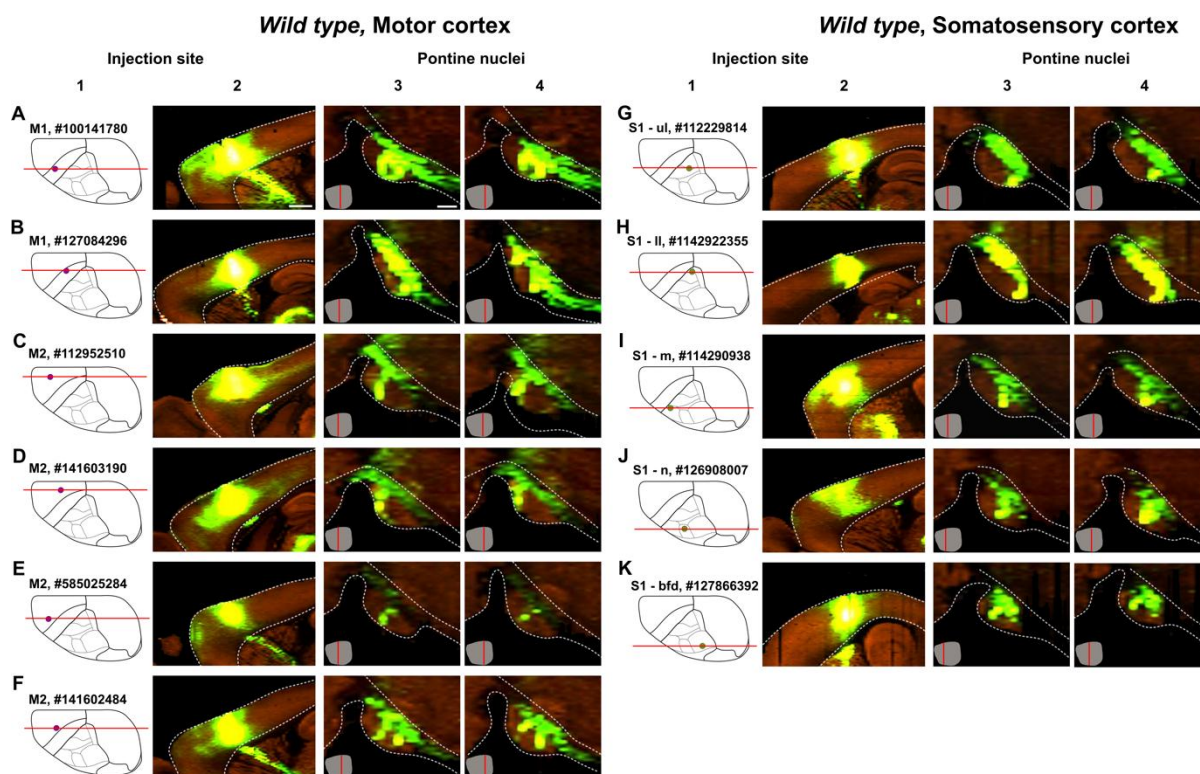 Wild type, Motor cortex
Injection site
Pontine nuclei
1
2
3
4
A
M1, #100141780
B
M1, #127084296
C
M2, #112952510
D
M2, #141603190
E
M2, #585025284
F
M2, #141602484
Wild type, Somatosensory cortex
Injection site
Pontine nuclei
1
2
3
4
G
S1 - ul, #112229814
H
S1 - ll, #1142922355
I
S1 - m, #114290938
J
S1 - n, #126908007
K
S1 - bfd, #127866392